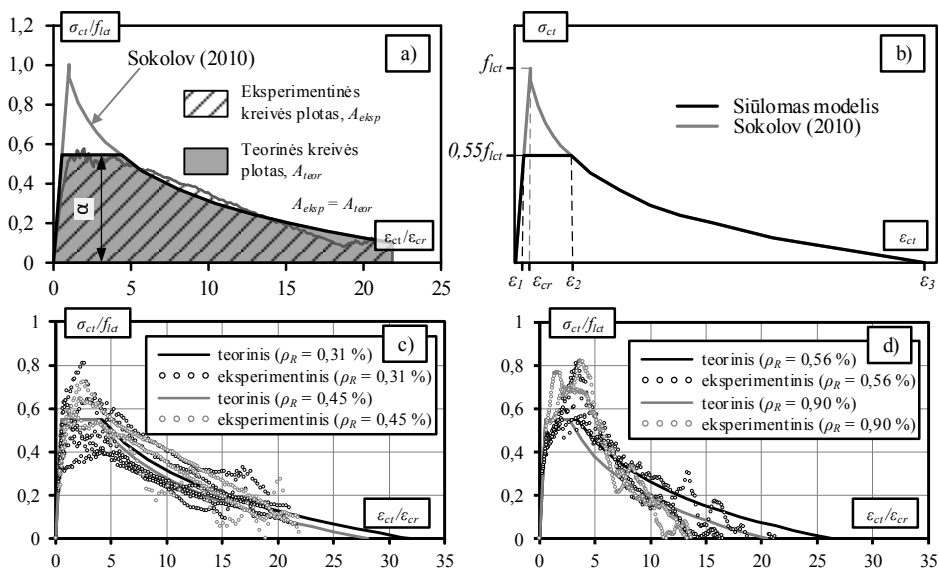 σct/flct
a)
1,2
1,0
0,8
0,6
0,4
0,2
0
Sokolov (2010)
Eksperimentinės
kreivės plotas, Aeksp
Teorinės kreivės
plotas, Ateor
Aeksp = Ateor
α
εct/εcr
0 5 10 15 20 25
σct
b)
flct
0,55flct
Siūlomas modelis
Sokolov (2010)
εct
ε1 εcr ε2 ε3
σct/flct
c)
1
0,8
0,6
0,4
0,2
0
teorinis (ρR = 0,31 %)
eksperimentinis (ρR = 0,31 %)
teorinis (ρR = 0,45 %)
eksperimentinis (ρR = 0,45 %)
εct/εcr
0 5 10 15 20 25 30 35
σct/flct
d)
1
0,8
0,6
0,4
0,2
0
teorinis (ρR = 0,56 %)
eksperimentinis (ρR = 0,56 %)
teorinis (ρR = 0,90 %)
eksperimentinis (ρR = 0,90 %)
εct/εcr
0 5 10 15 20 25 30 35